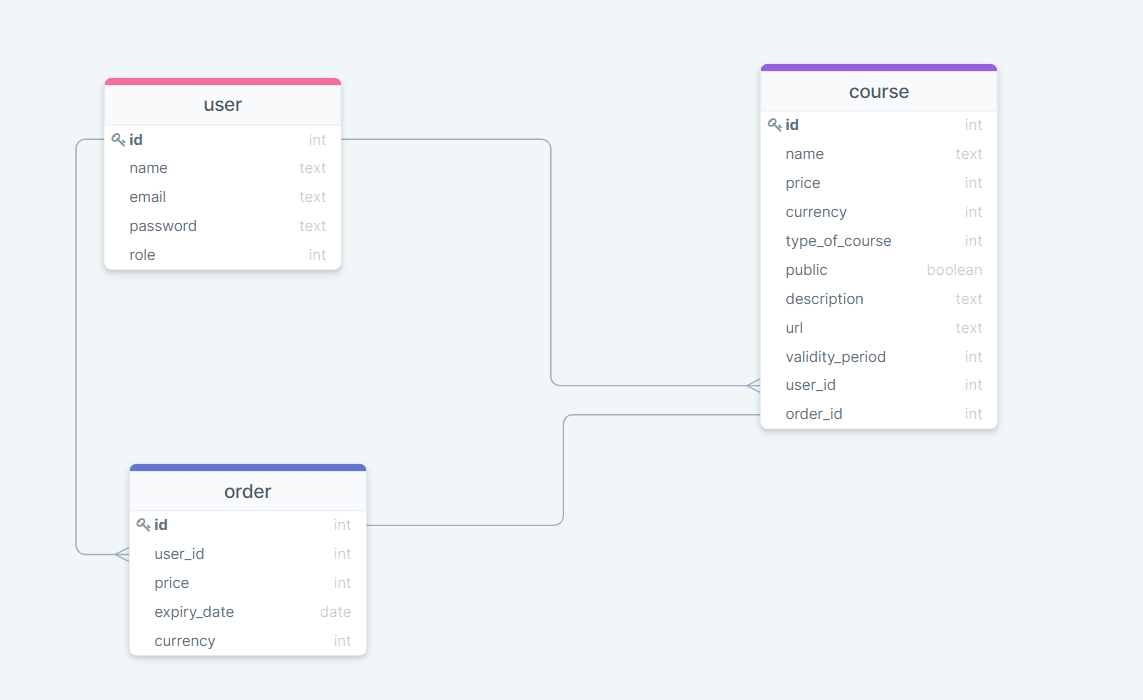 user
id int
name text
email text
password text
role int
course
id int
name text
price int
currency int
type_of_course int
public boolean
description text
url text
validity_period int
user_id int
order_id int
order
id int
user_id int
price int
expiry_date date
currency int